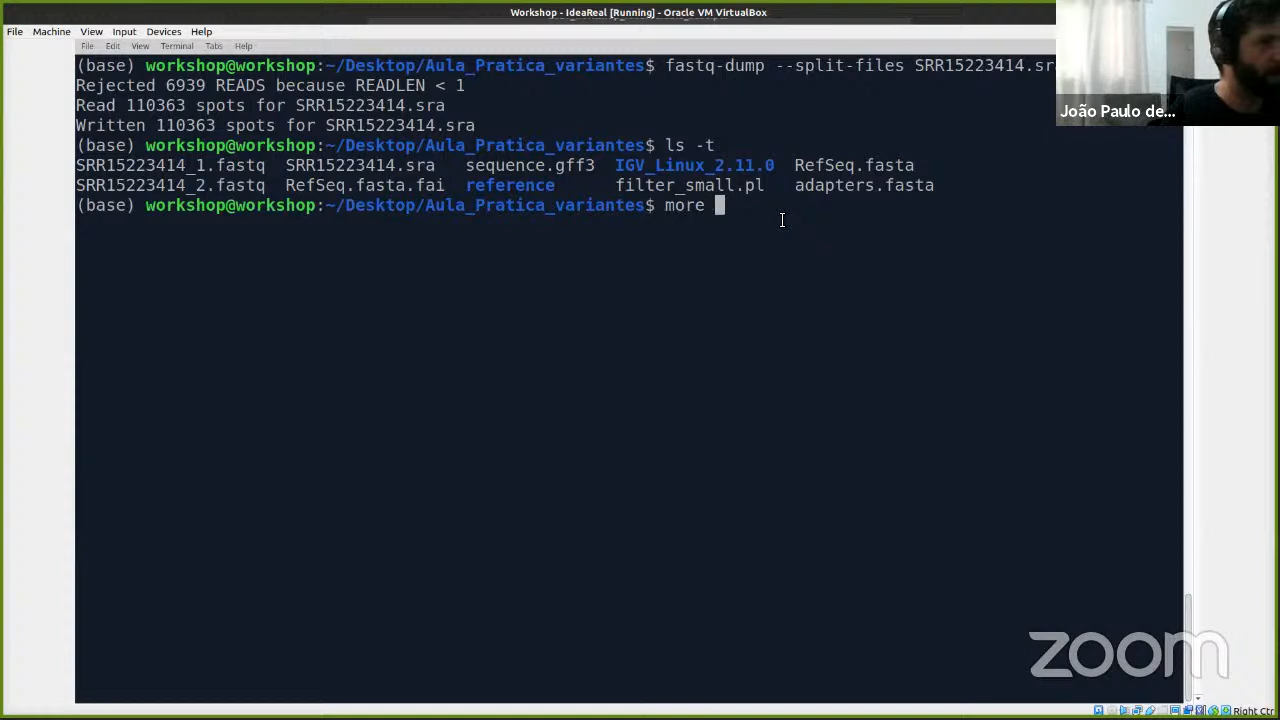 Workshop - IdeaReal [Running] - Oracle VM VirtualBox
File Machine View Input Devices Help
File Edit View Terminal Tabs Help
(base) workshop@workshop:~/Desktop/Aula_Pratica_variantes$ fastq-dump --split-files SRR15223414.sra
Rejected 6939 READS because READLEN < 1
Read 110363 spots for SRR15223414.sra
Written 110363 spots for SRR15223414.sra
(base) workshop@workshop:~/Desktop/Aula_Pratica_variantes$ ls -t
SRR15223414_1.fastq SRR15223414.sra sequence.gff3 IGV_Linux_2.11.0 RefSeq.fasta
SRR15223414_2.fastq RefSeq.fasta.fai reference filter_small.pl adapters.fasta
(base) workshop@workshop:~/Desktop/Aula_Pratica_variantes$ more
João Paulo de...
zoom
Right Ctr